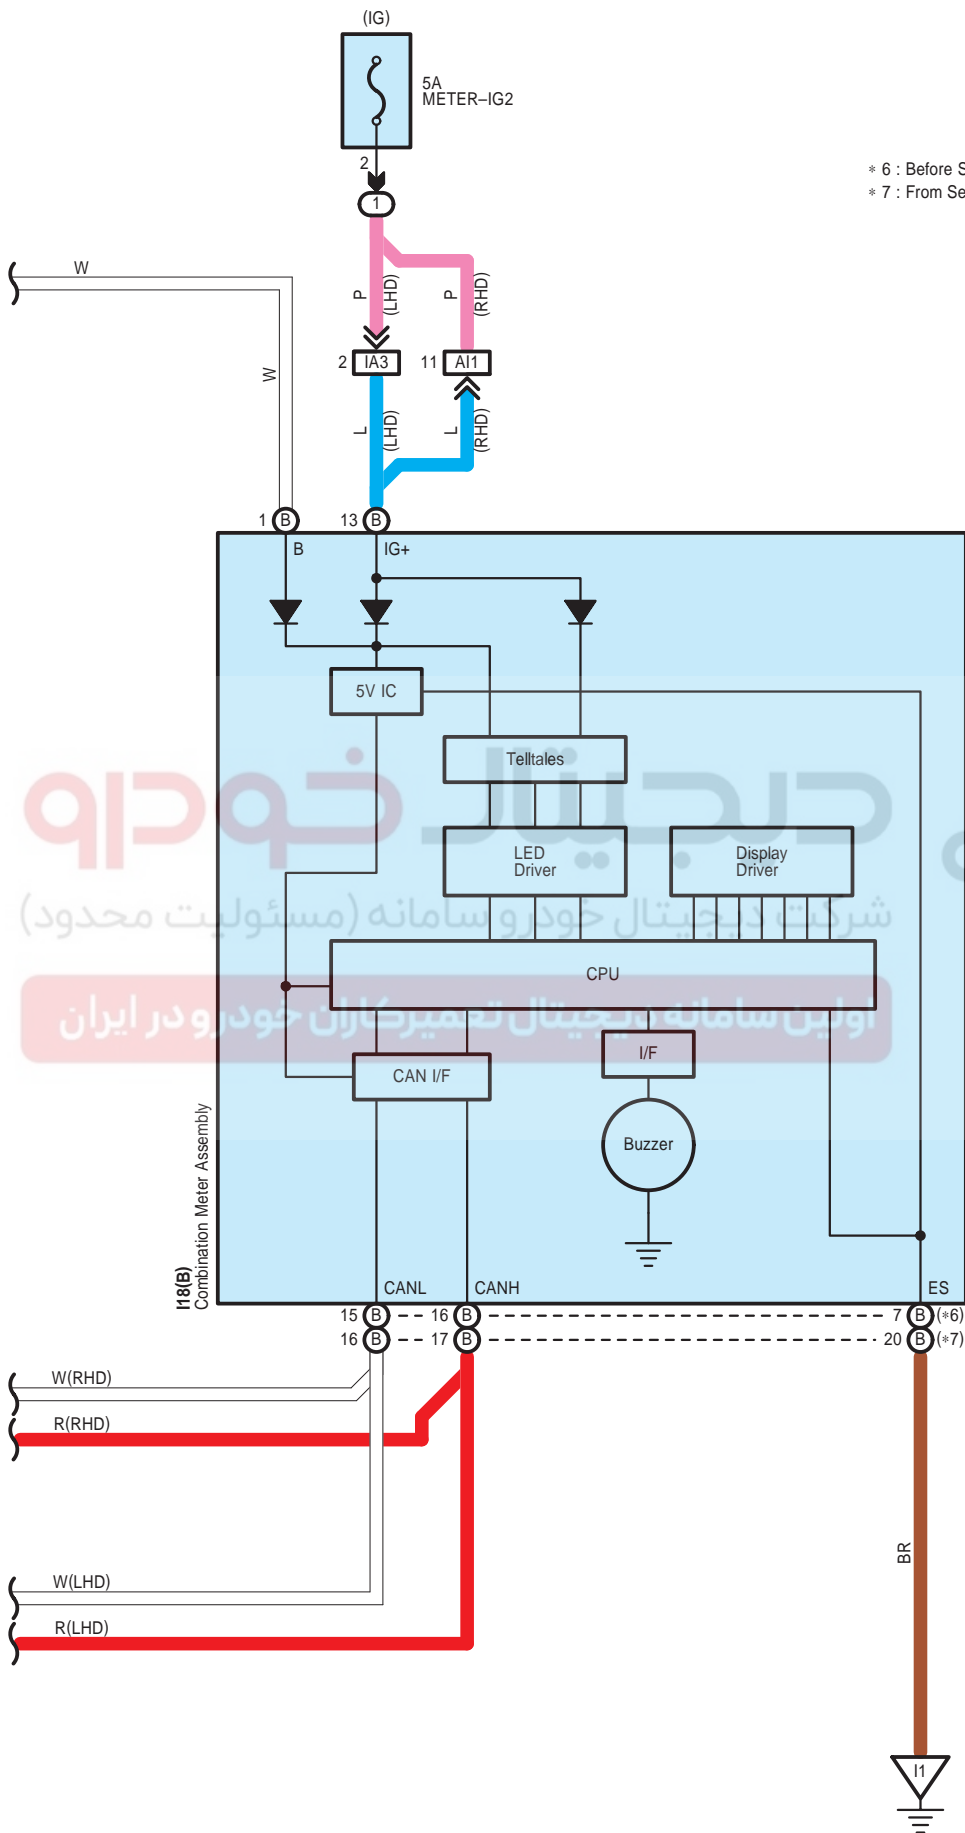 (IG)
5A
METER–IG2
2
1
* 6 : Before S
* 7 : From Se
W
W
P
(LHD)
P
(RHD)
2 IA3
11 AI1
L
(LHD)
L
(RHD)
1 B
13 B
B
IG+
5V IC
Telltales
LED
Driver
Display
Driver
دیجیتال خودرو
شرکت دیجیتال خودرو سامانه (مسئولیت محدود)
CPU
اولین سامانه دیجیتال تعمیرکاران خودرو در ایران
CAN I/F
I/F
Buzzer
I18(B)
Combination Meter Assembly
CANL
CANH
ES
15 B 16 B 7 B (*6)
16 B 17 B 20 B (*7)
W(RHD)
R(RHD)
W(LHD)
R(LHD)
BR
I1